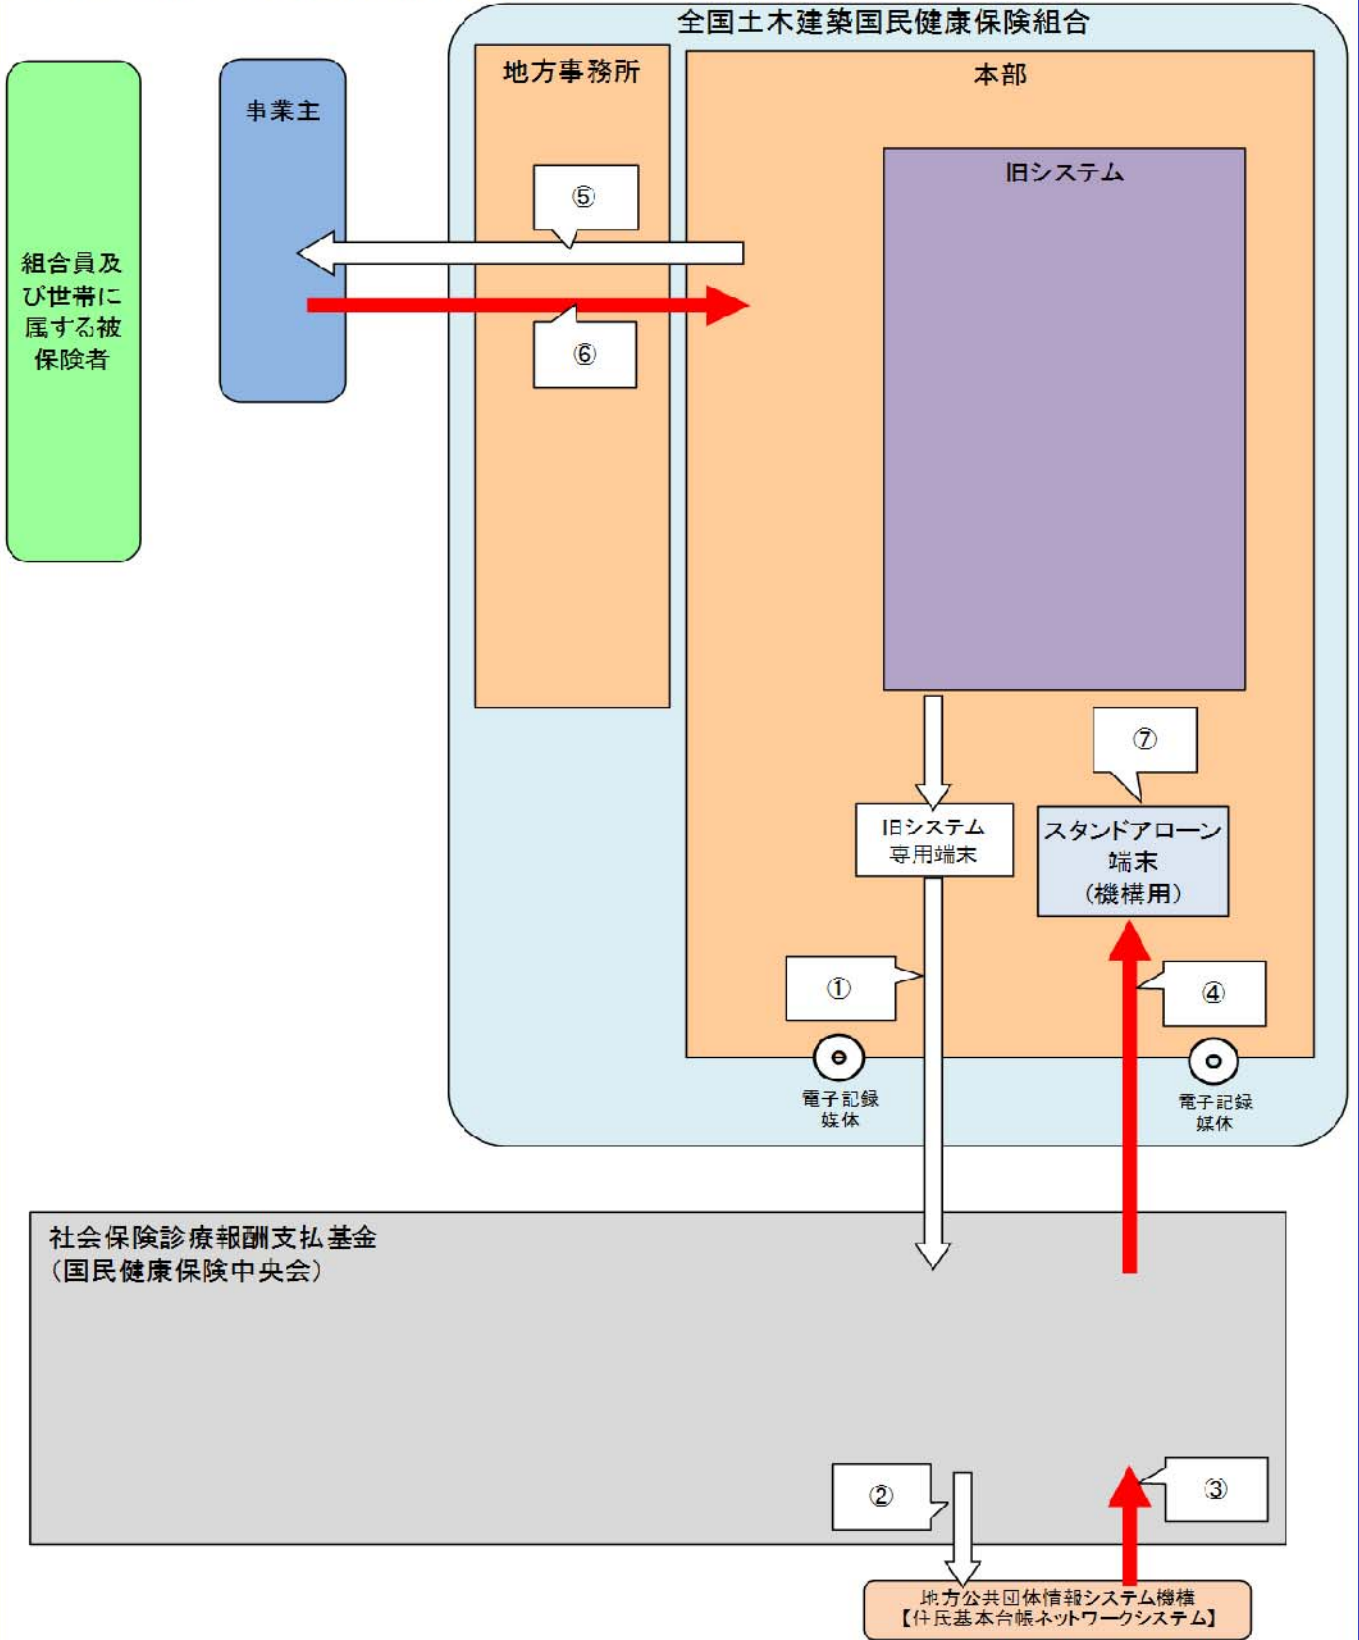 全国土木建築国民健康保険組合
地方事務所
本部
事業主
旧システム
⑤
組合員及
び世帯に
属する被
保険者
⑥
⑦
旧システム
専用端末
スタンドアローン
端末
（機構用）
①
④
電子記録
媒体
電子記録
媒体
社会保険診療報酬支払基金
（国民健康保険中央会）
②
③
地方公共団体情報システム機構
【住民基本台帳ネットワークシステム】